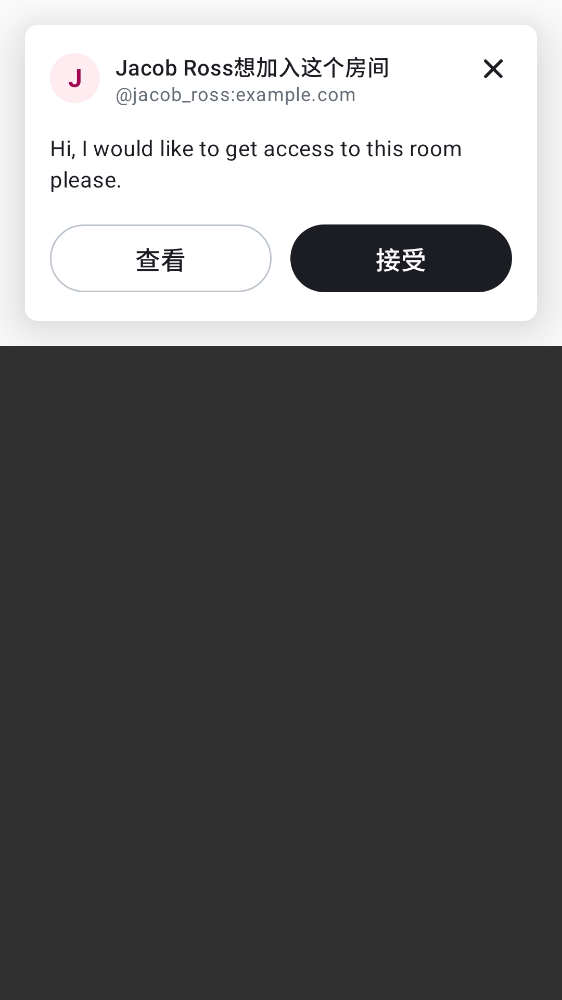 J
Jacob Ross想加入这个房间
@jacob_ross:example.com
Hi, I would like to get access to this room
please.
查看
接受